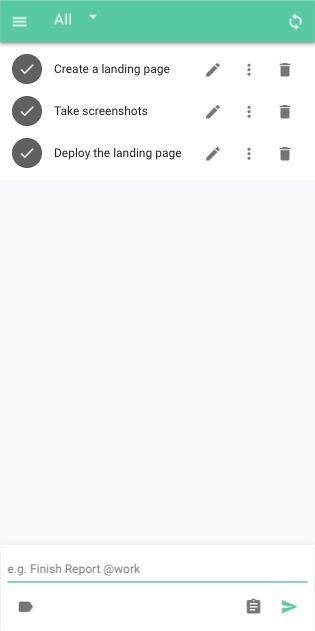 All
Create a landing page
Take screenshots
Deploy the landing page
e.g. Finish Report @work